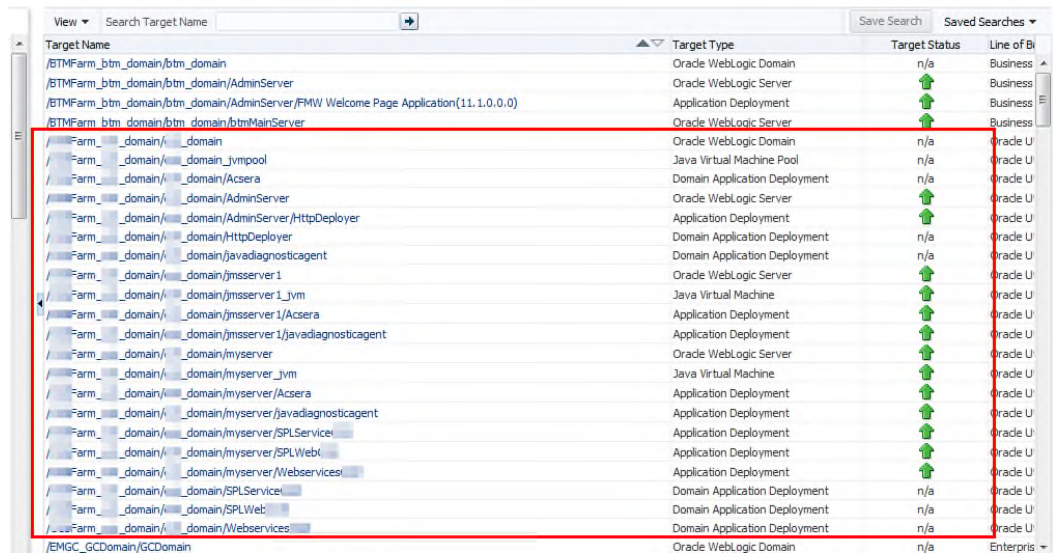 View Search Target Name Save Search Saved Searches
Target Name Target Type Target Status Line of B
/BTMFarm_btm_domain/btm_domain Oracle WebLogic Domain n/a Business
/BTMFarm_btm_domain/btm_domain/AdminServer Oracle WebLogic Server Business
/BTMFarm_btm_domain/btm_domain/AdminServer/FMW Welcome Page Application(11.1.0.0.0) Application Deployment Business
/BTMFarm_btm_domain/btm_domain/btmMainServer Oracle WebLogic Server Business
/ Farm_ _domain/ _domain Oracle WebLogic Domain n/a Oracle U
/ Farm_ _domain/ _domain_jvmpool Java Virtual Machine Pool n/a Oracle U
/ Farm_ _domain/ _domain/Acsera Domain Application Deployment n/a Oracle U
/ Farm_ _domain/ _domain/AdminServer Oracle WebLogic Server Oracle U
/ Farm_ _domain/ _domain/AdminServer/HttpDeployer Application Deployment Oracle U
/ Farm_ _domain/ _domain/HttpDeployer Domain Application Deployment n/a Oracle U
/ Farm_ _domain/ _domain/javadiagnosticagent Domain Application Deployment n/a Oracle U
/ Farm_ _domain/ _domain/jmsserver1 Oracle WebLogic Server Oracle U
/ Farm_ _domain/ _domain/jmsserver1_jvm Java Virtual Machine Oracle U
/ Farm_ _domain/ _domain/jmsserver1/Acsera Application Deployment Oracle U
/ Farm_ _domain/ _domain/jmsserver1/javadiagnosticagent Application Deployment Oracle U
/ Farm_ _domain/ _domain/myserver Oracle WebLogic Server Oracle U
/ Farm_ _domain/ _domain/myserver_jvm Java Virtual Machine Oracle U
/ Farm_ _domain/ _domain/myserver/Acsera Application Deployment Oracle U
/ Farm_ _domain/ _domain/myserver/javadiagnosticagent Application Deployment Oracle U
/ Farm_ _domain/ _domain/myserver/SPLService Application Deployment Oracle U
/ Farm_ _domain/ _domain/myserver/SPLWeb Application Deployment Oracle U
/ Farm_ _domain/ _domain/myserver/Webservices Application Deployment Oracle U
/ Farm_ _domain/ _domain/SPLService Domain Application Deployment n/a Oracle U
/ Farm_ _domain/ _domain/SPLWeb Domain Application Deployment n/a Oracle U
/ Farm_ _domain/ _domain/Webservices Domain Application Deployment n/a Oracle U
/EMGC_GCDomain/GCDomain Oracle WebLogic Domain n/a Enterpris